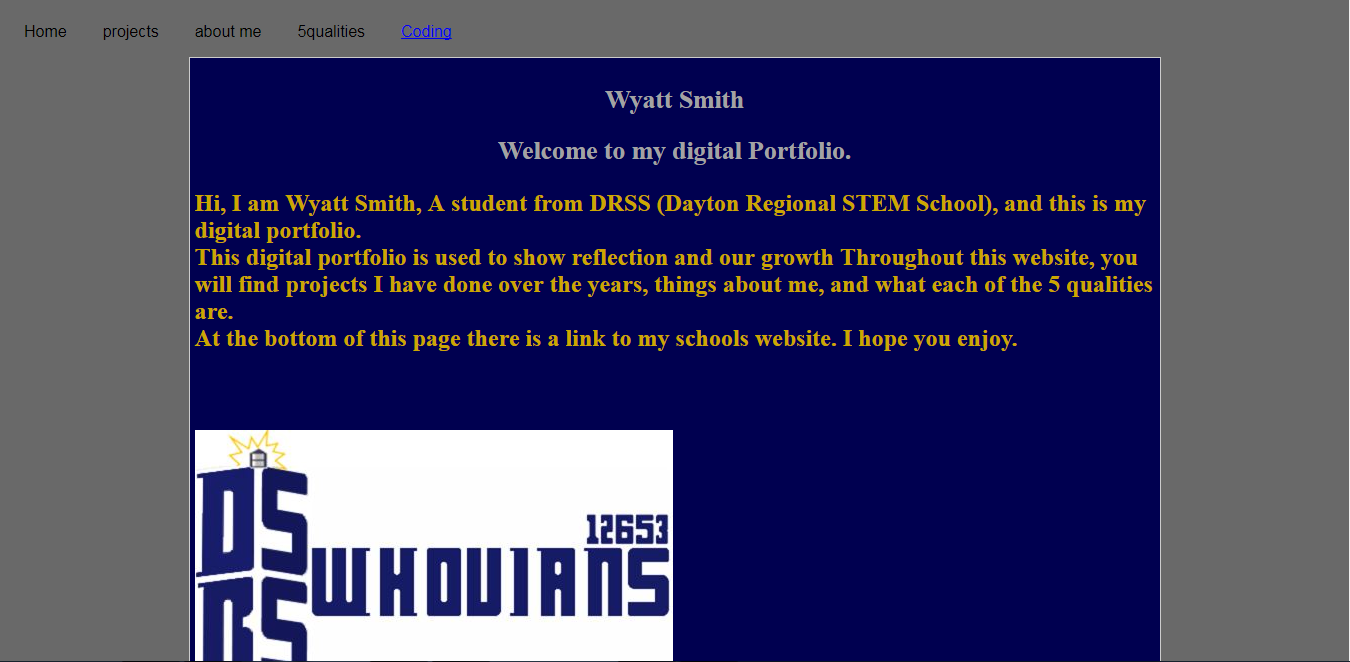 Home projects about me 5qualities Coding
Wyatt Smith
Welcome to my digital Portfolio.
Hi, I am Wyatt Smith, A student from DRSS (Dayton Regional STEM School), and this is my
digital portfolio.
This digital portfolio is used to show reflection and our growth Throughout this website, you
will find projects I have done over the years, things about me, and what each of the 5 qualities
are.
At the bottom of this page there is a link to my schools website. I hope you enjoy.
DS
12653
WHOVIANS
RS